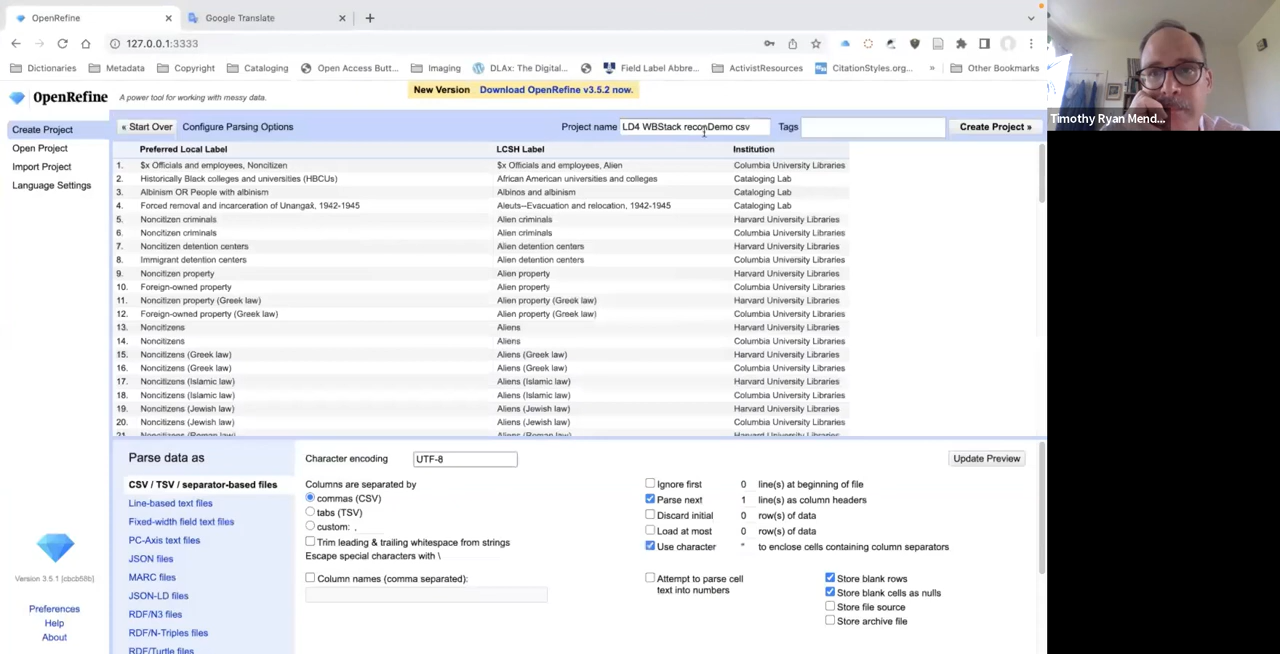 OpenRefine
Google Translate
127.0.0.1:3333
Dictionaries Metadata Copyright Cataloging Open Access Butt... Imaging DLAx: The Digital... Field Label Abbre... ActivistResources CitationStyles.org... » Other Bookmarks
New Version Download OpenRefine v3.5.2 now.
OpenRefine A power tool for working with messy data.
Create Project
Open Project
Import Project
Language Settings
« Start Over Configure Parsing Options Project name LD4 WBStack reconDemo csv Tags Create Project »
Preferred Local Label LCSH Label Institution
1. $x Officials and employees, Noncitizen $x Officials and employees, Alien Columbia University Libraries
2. Historically Black colleges and universities (HBCUs) African American universities and colleges Cataloging Lab
3. Albinism OR People with albinism Albinos and albinism Cataloging Lab
4. Forced removal and incarceration of Unangax̂, 1942-1945 Aleuts--Evacuation and relocation, 1942-1945 Cataloging Lab
5. Noncitizen criminals Alien criminals Harvard University Libraries
6. Noncitizen criminals Alien criminals Columbia University Libraries
7. Noncitizen detention centers Alien detention centers Harvard University Libraries
8. Immigrant detention centers Alien detention centers Columbia University Libraries
9. Noncitizen property Alien property Harvard University Libraries
10. Foreign-owned property Alien property Columbia University Libraries
11. Noncitizen property (Greek law) Alien property (Greek law) Harvard University Libraries
12. Foreign-owned property (Greek law) Alien property (Greek law) Columbia University Libraries
13. Noncitizens Aliens Harvard University Libraries
14. Noncitizens Aliens Columbia University Libraries
15. Noncitizens (Greek law) Aliens (Greek law) Harvard University Libraries
16. Noncitizens (Greek law) Aliens (Greek law) Columbia University Libraries
17. Noncitizens (Islamic law) Aliens (Islamic law) Harvard University Libraries
18. Noncitizens (Islamic law) Aliens (Islamic law) Columbia University Libraries
19. Noncitizens (Jewish law) Aliens (Jewish law) Harvard University Libraries
20. Noncitizens (Jewish law) Aliens (Jewish law) Columbia University Libraries
21. Noncitizens (Roman law) Aliens (Roman law) Harvard University Libraries
Parse data as
CSV / TSV / separator-based files
Line-based text files
Fixed-width field text files
PC-Axis text files
JSON files
MARC files
JSON-LD files
RDF/N3 files
RDF/N-Triples files
RDF/Turtle files
Character encoding UTF-8
Update Preview
Columns are separated by
commas (CSV)
tabs (TSV)
custom: ,
Trim leading & trailing whitespace from strings
Escape special characters with \
Column names (comma separated):
Ignore first 0 line(s) at beginning of file
Parse next 1 line(s) as column headers
Discard initial 0 row(s) of data
Load at most 0 row(s) of data
Use character " to enclose cells containing column separators
Attempt to parse cell
text into numbers
Store blank rows
Store blank cells as nulls
Store file source
Store archive file
Version 3.5.1 [cbcb58b]
Preferences
Help
About
Timothy Ryan Mend...